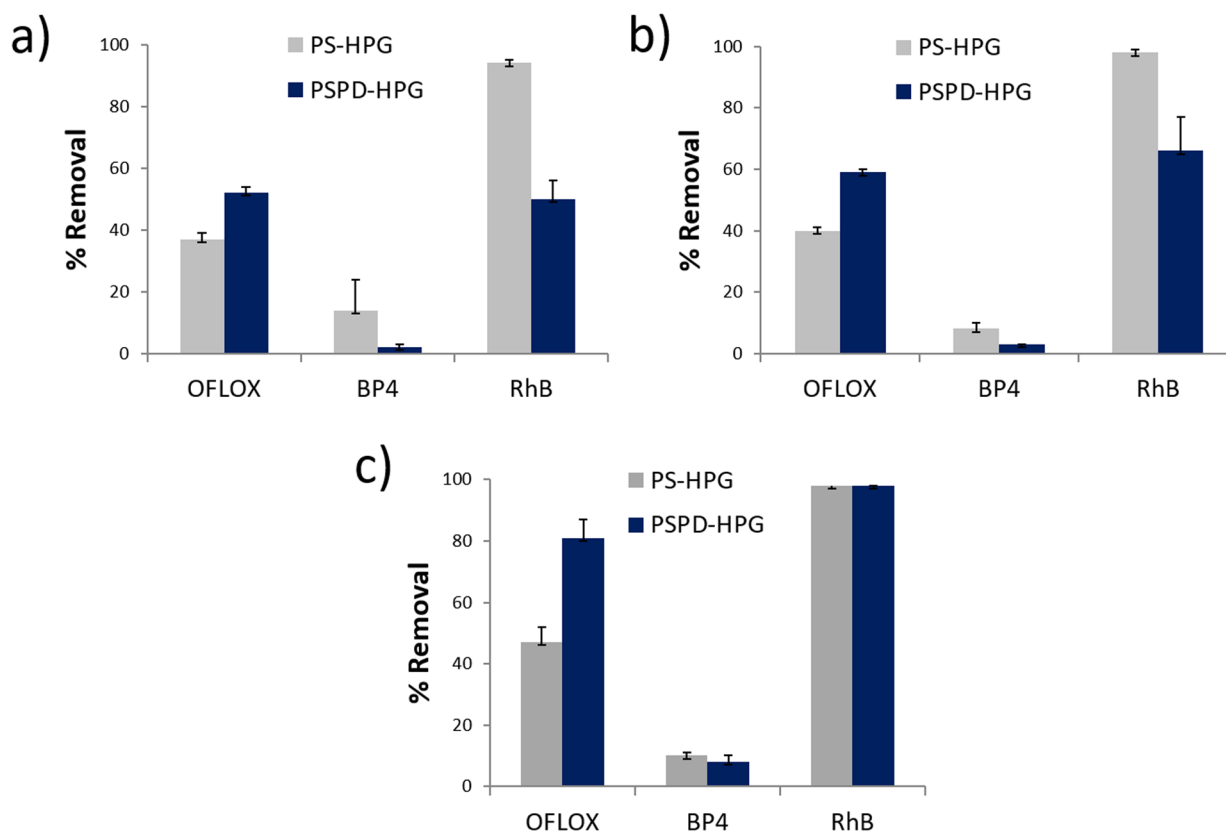 a)
PS-HPG
PSPD-HPG
% Removal
100
80
60
40
20
0
OFLOX BP4 RhB
b)
PS-HPG
PSPD-HPG
% Removal
100
80
60
40
20
0
OFLOX BP4 RhB
c)
PS-HPG
PSPD-HPG
% Removal
100
80
60
40
20
0
OFLOX BP4 RhB